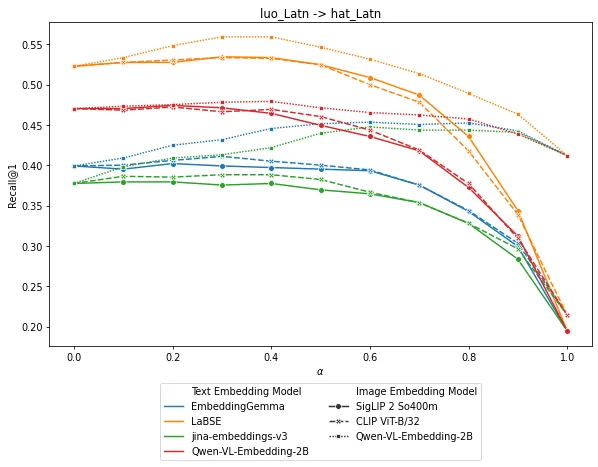 luo_Latn -> hat_Latn
Recall@1
0.55
0.50
0.45
0.40
0.35
0.30
0.25
0.20
0.0 0.2 0.4 0.6 0.8 1.0
α
Text Embedding Model Image Embedding Model
EmbeddingGemma SigLIP 2 So400m
LaBSE CLIP ViT-B/32
jina-embeddings-v3 Qwen-VL-Embedding-2B
Qwen-VL-Embedding-2B